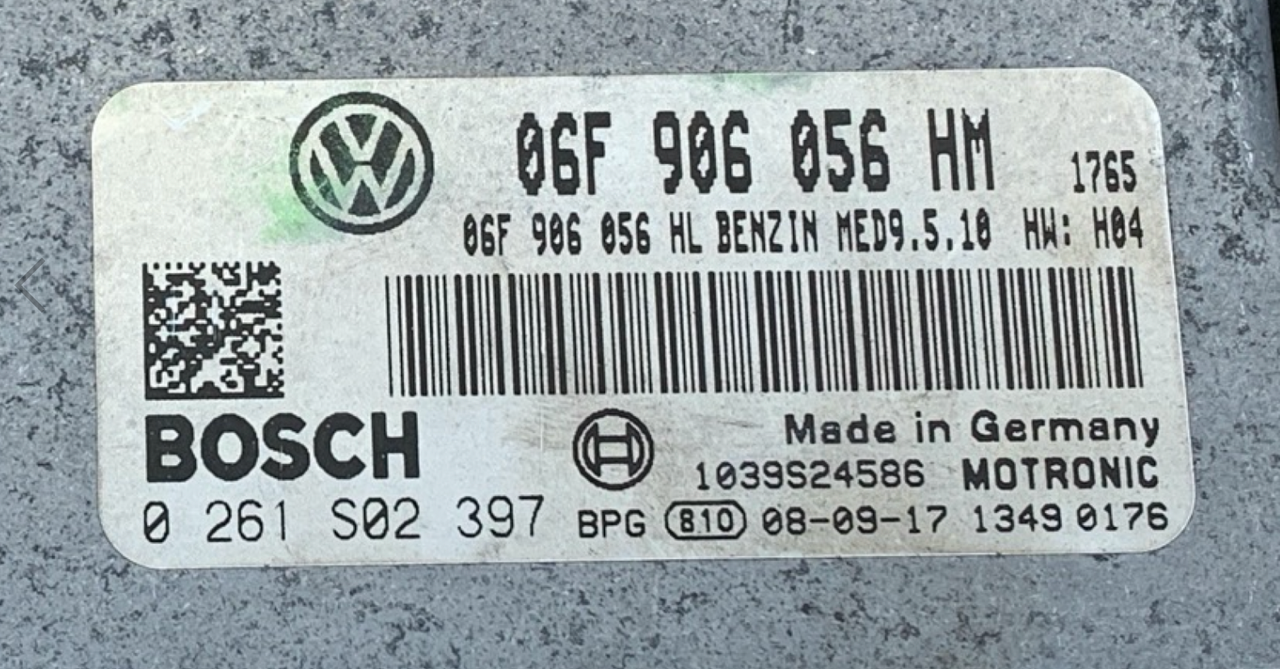 06F 906 056 HM 1765
06F 906 056 HL BENZIN MED9.5.10 HW: H04
BOSCH
Made in Germany
1039S24586 MOTRONIC
0 261 S02 397 BPG 810 08-09-17 1349 0176